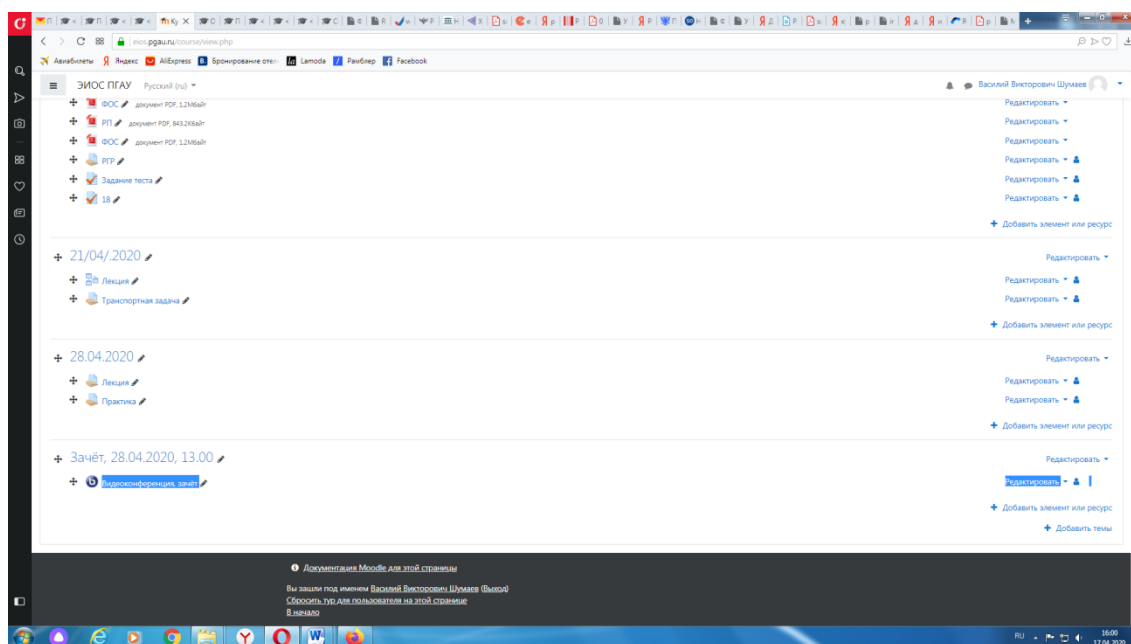 eios.pgau.ru/course/view.php
Авиабилеты Яндекс AliExpress Бронирование отел Lamoda Рамблер Facebook
ЭИОС ПГАУ Русский (ru)
Василий Викторович Шумаев
ФОС документ PDF, 1.2Мбайт Редактировать
РП документ PDF, 843.2Кбайт Редактировать
ФОС документ PDF, 1.2Мбайт Редактировать
РГР Редактировать
Задание теста Редактировать
18 Редактировать
Добавить элемент или ресурс
21/04/.2020 Редактировать
Лекция Редактировать
Транспортная задача Редактировать
Добавить элемент или ресурс
28.04.2020 Редактировать
Лекция Редактировать
Практика Редактировать
Добавить элемент или ресурс
Зачёт, 28.04.2020, 13.00 Редактировать
Видеоконференция, зачёт Редактировать
Добавить элемент или ресурс
Добавить темы
Документация Moodle для этой страницы
Вы зашли под именем Василий Викторович Шумаев (Выход)
Сбросить тур для пользователя на этой странице
В начало
RU 16:00
17.04.2020